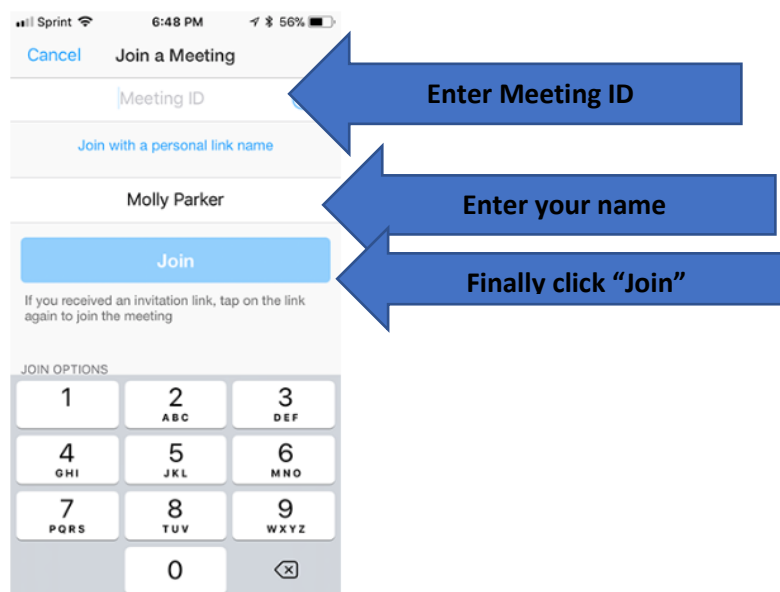 Sprint 6:48 PM 56%
Cancel Join a Meeting
Meeting ID
Enter Meeting ID
Join with a personal link name
Molly Parker
Enter your name
Join
Finally click “Join”
If you received an invitation link, tap on the link
again to join the meeting
JOIN OPTIONS
1 2 3
ABC DEF
4 5 6
GHI JKL MNO
7 8 9
PQRS TUV WXYZ
0